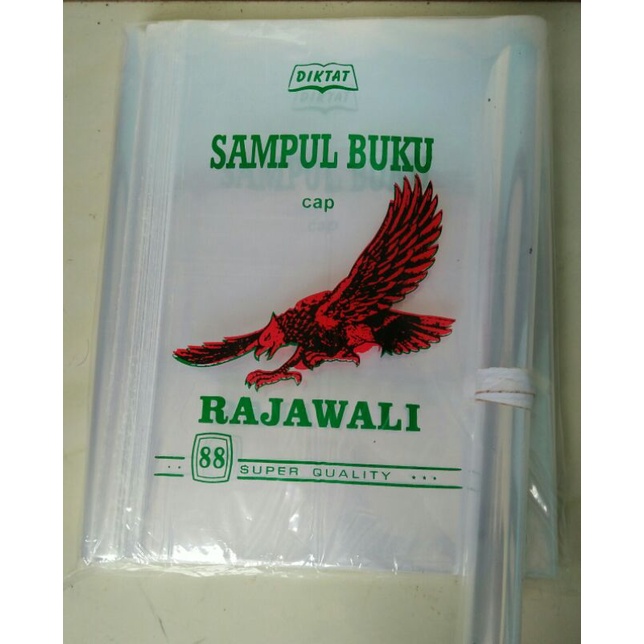 DIKTAT
SAMPUL BUKU
cap
RAJAWALI
88 SUPER QUALITY